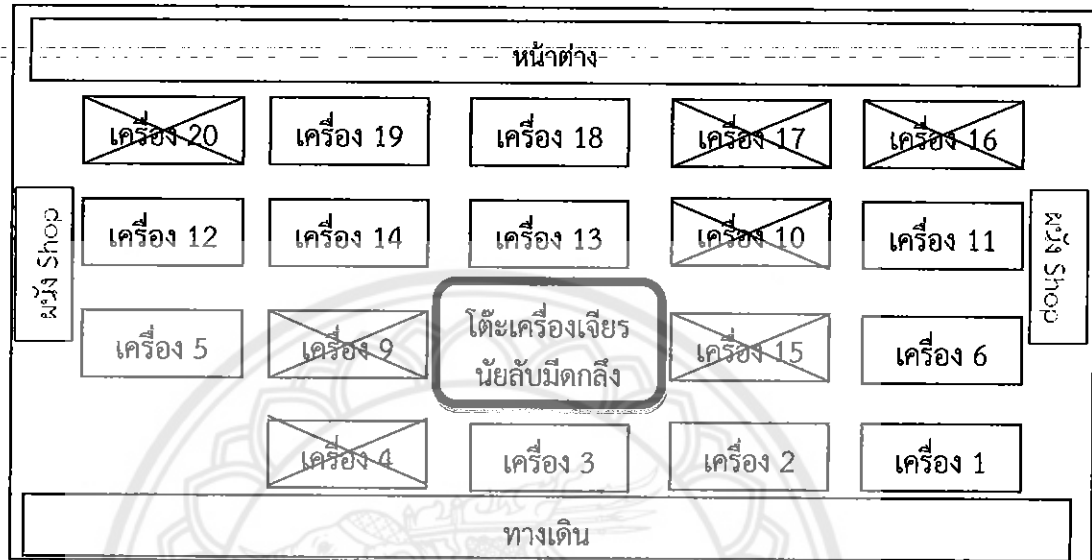 หน้าต่าง
เครื่อง 20 เครื่อง 19 เครื่อง 18 เครื่อง 17 เครื่อง 16
ผนัง Shop
เครื่อง 12 เครื่อง 14 เครื่อง 13 เครื่อง 10 เครื่อง 11
ผนัง Shop
เครื่อง 5 เครื่อง 9
โต๊ะเครื่องเจียร
นัยลับมีดกลึง
เครื่อง 15 เครื่อง 6
เครื่อง 4 เครื่อง 3 เครื่อง 2 เครื่อง 1
ทางเดิน